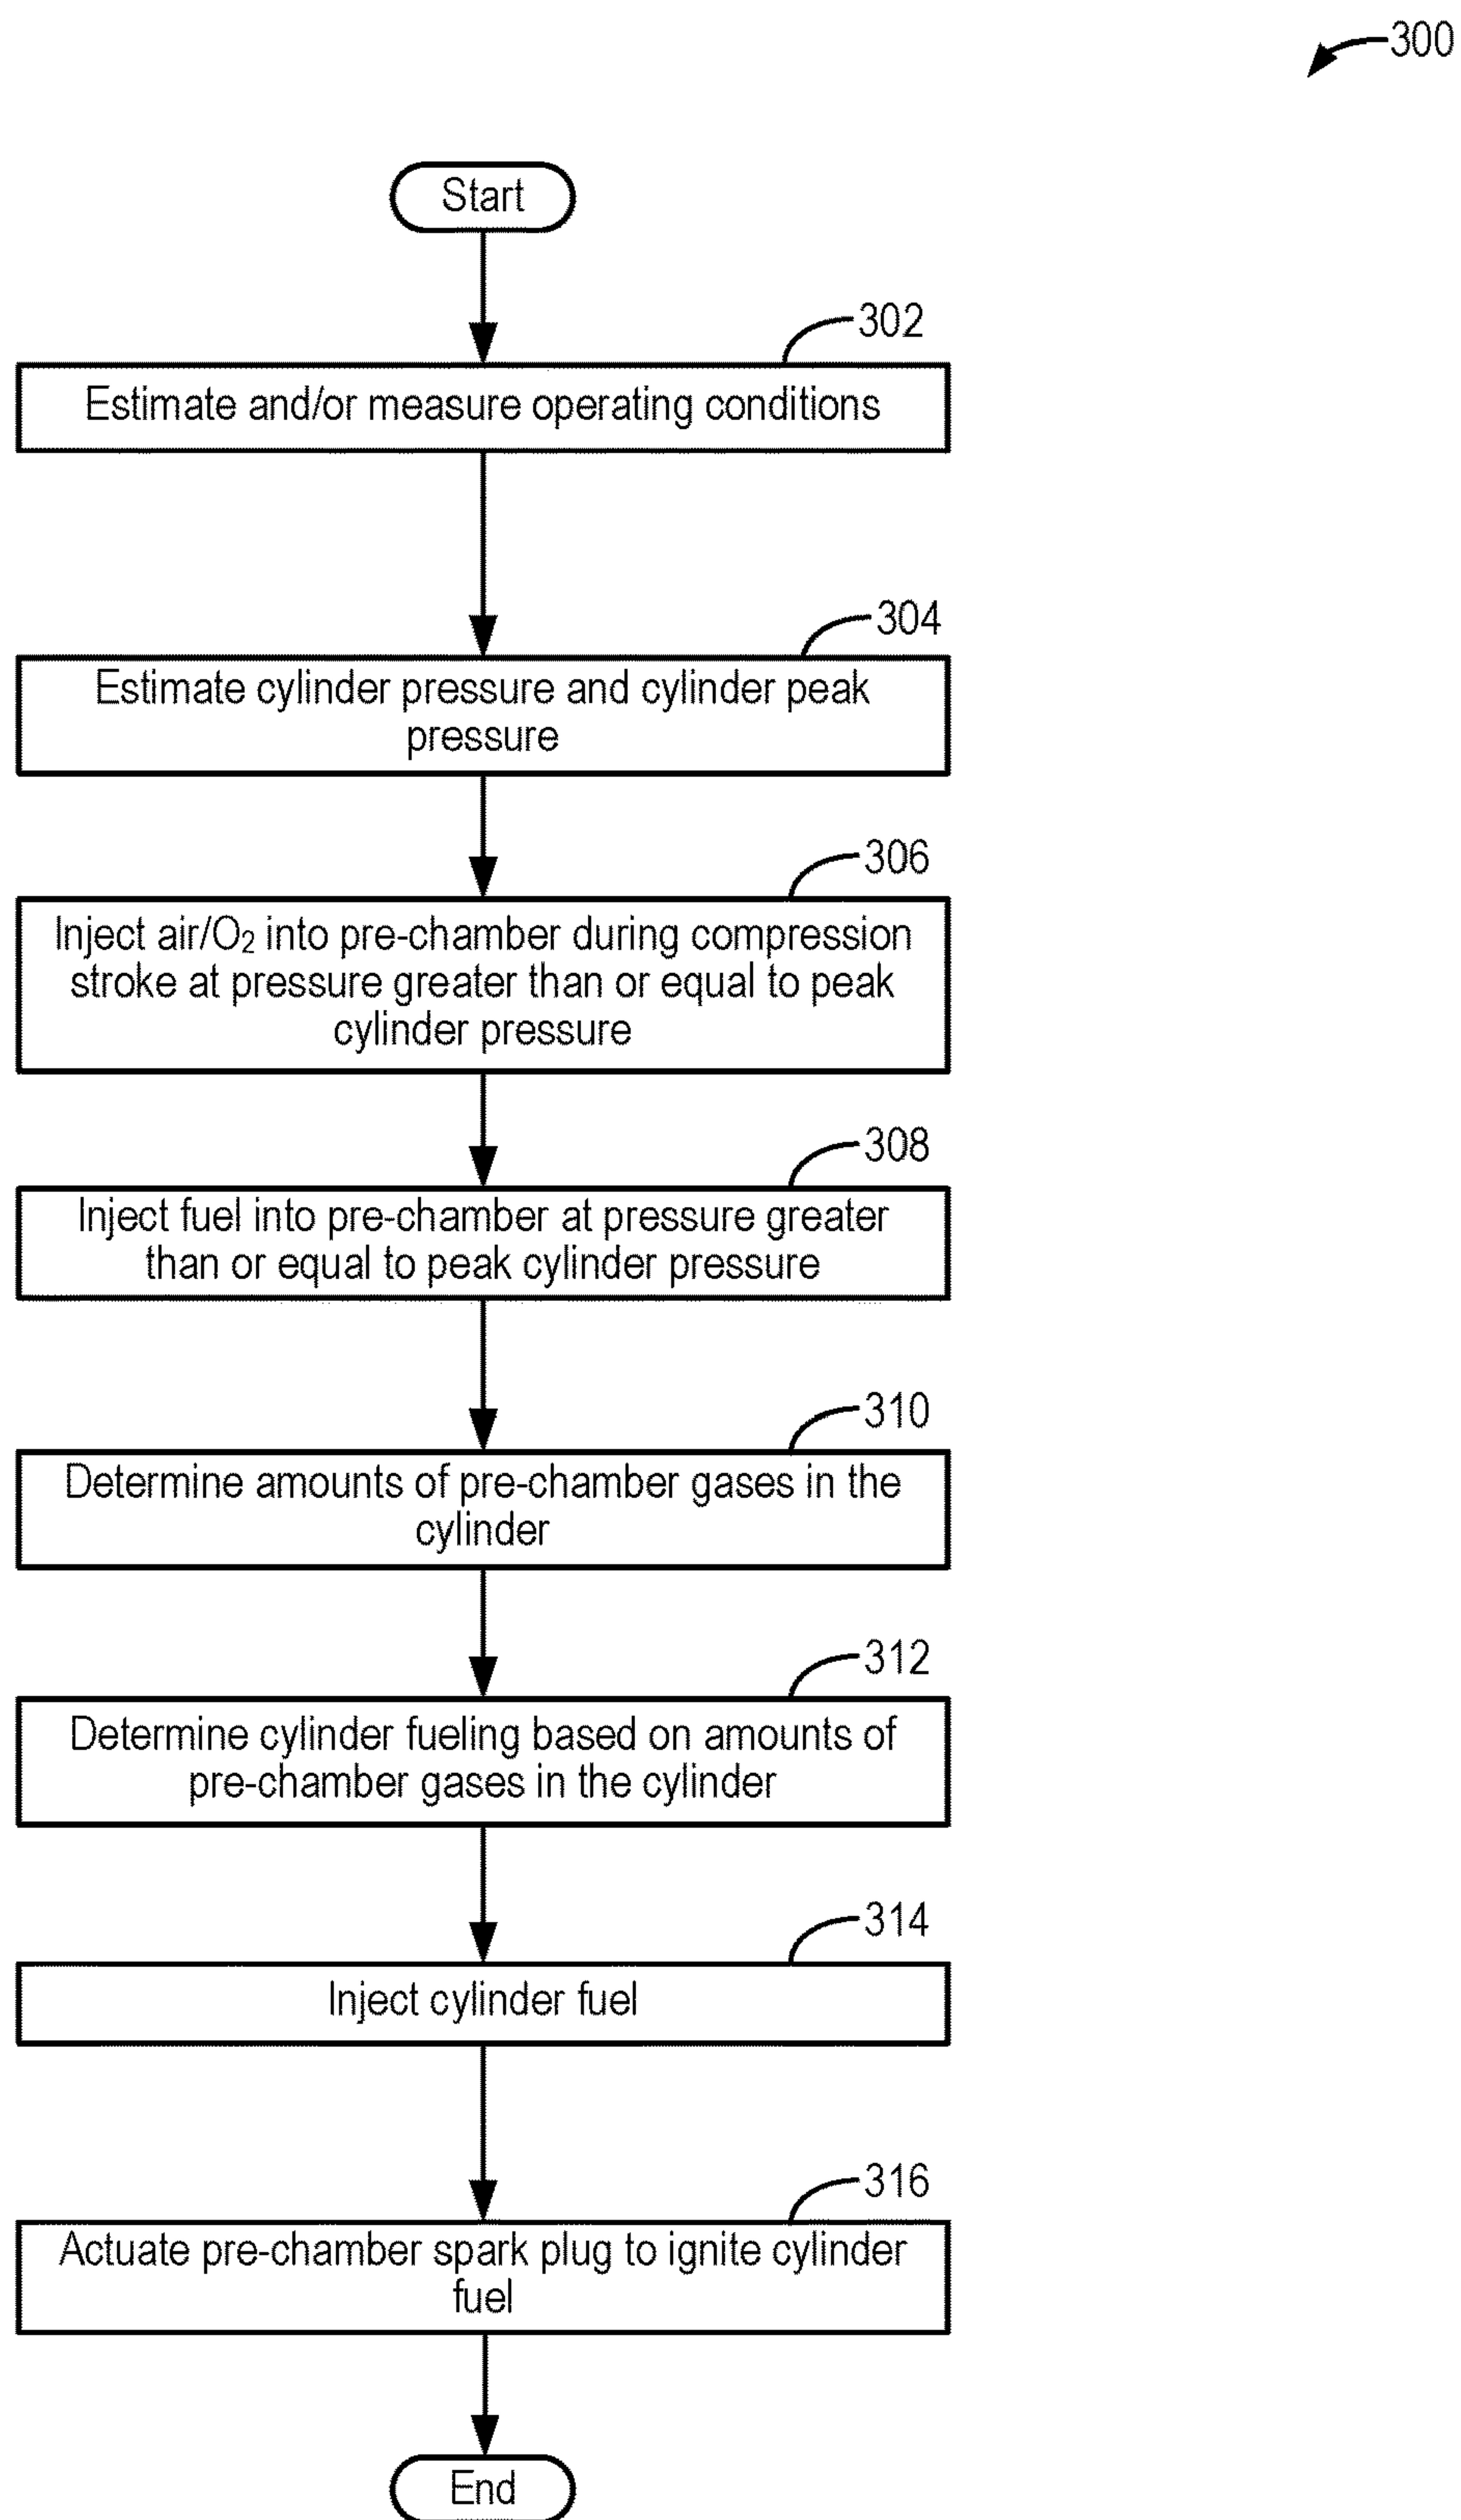 300
Start
302
Estimate and/or measure operating conditions
304
Estimate cylinder pressure and cylinder peak
pressure
306
Inject air/O₂ into pre-chamber during compression
stroke at pressure greater than or equal to peak
cylinder pressure
308
Inject fuel into pre-chamber at pressure greater
than or equal to peak cylinder pressure
310
Determine amounts of pre-chamber gases in the
cylinder
312
Determine cylinder fueling based on amounts of
pre-chamber gases in the cylinder
314
Inject cylinder fuel
316
Actuate pre-chamber spark plug to ignite cylinder
fuel
End